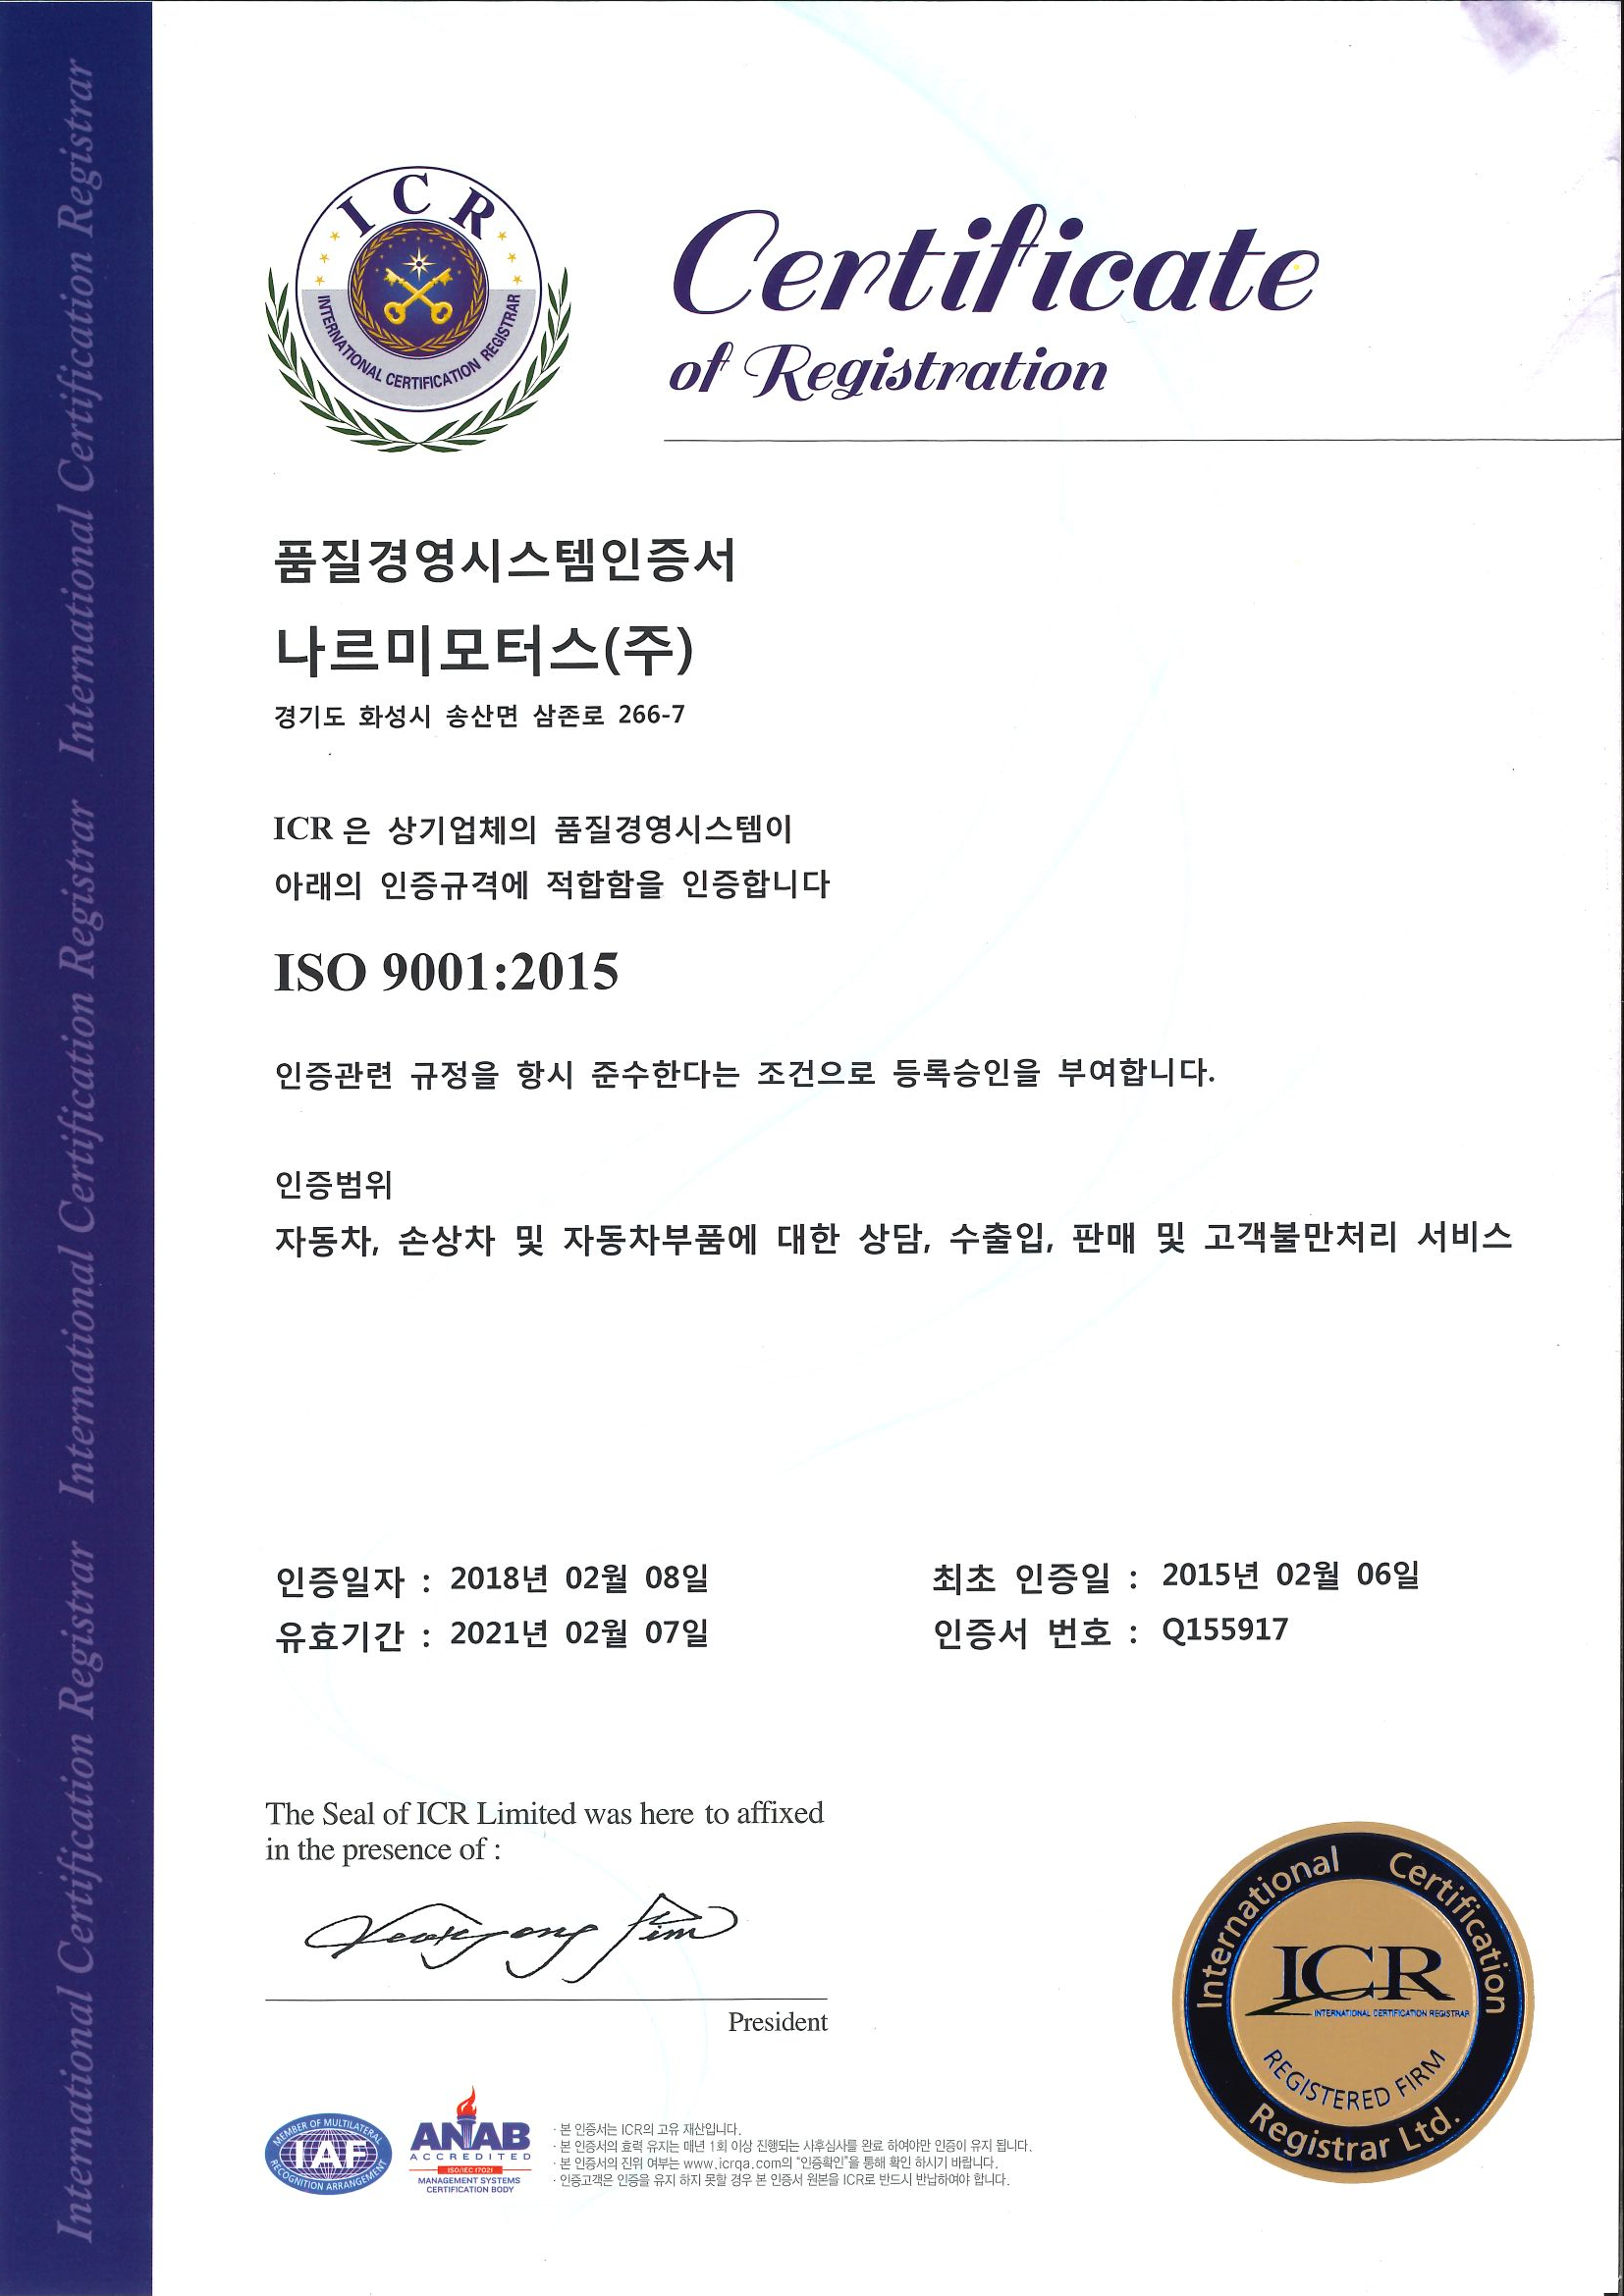 International Certification Registrar International Certification Registrar International Certification Registrar
I C R
INTERNATIONAL CERTIFICATION REGISTRAR
Certificate
of Registration
품질경영시스템인증서
나르미모터스(주)
경기도 화성시 송산면 삼존로 266-7
ICR 은 상기업체의 품질경영시스템이
아래의 인증규격에 적합함을 인증합니다
ISO 9001:2015
인증관련 규정을 항시 준수한다는 조건으로 등록승인을 부여합니다.
인증범위
자동차, 손상차 및 자동차부품에 대한 상담, 수출입, 판매 및 고객불만처리 서비스
인증일자 : 2018년 02월 08일
최초 인증일 : 2015년 02월 06일
유효기간 : 2021년 02월 07일
인증서 번호 : Q155917
The Seal of ICR Limited was here to affixed
in the presence of :
President
International Certification
ICR
INTERNATIONAL CERTIFICATION REGISTRAR
REGISTERED FIRM
Registrar Ltd.
MEMBER OF MULTILATERAL
IAF
RECOGNITION ARRANGEMENT
ANAB
ACCREDITED
ISO/IEC 17021
MANAGEMENT SYSTEMS
CERTIFICATION BODY
· 본 인증서는 ICR의 고유 재산입니다.
· 본 인증서의 효력 유지는 매년 1회 이상 진행되는 사후심사를 완료 하여야만 인증이 유지 됩니다.
· 본 인증서의 진위 여부는 www.icrqa.com의 "인증확인"을 통해 확인 하시기 바랍니다.
· 인증고객은 인증을 유지 하지 못할 경우 본 인증서 원본을 ICR로 반드시 반납하여야 합니다.